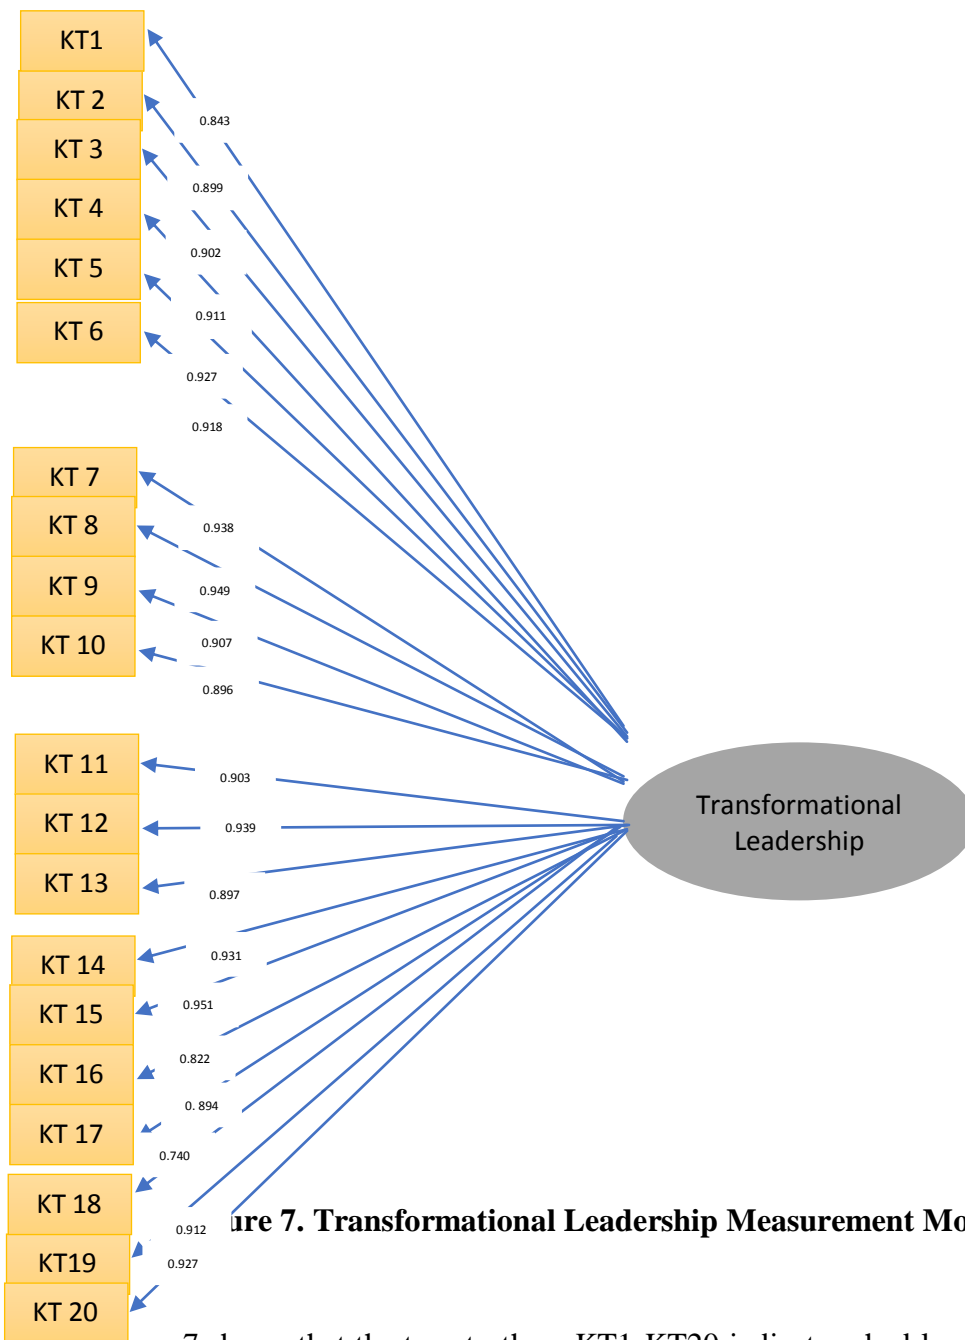 KT1
KT 2
KT 3
KT 4
KT 5
KT 6
0.843
0.899
0.902
0.911
0.927
0.918
KT 7
KT 8
KT 9
KT 10
0.938
0.949
0.907
0.896
KT 11
KT 12
KT 13
0.903
0.939
0.897
Transformational
Leadership
KT 14
KT 15
KT 16
KT 17
0.931
0.951
0.822
0. 894
0.740
KT 18
KT19
KT 20
0.912
0.927
ure 7. Transformational Leadership Measurement Mo